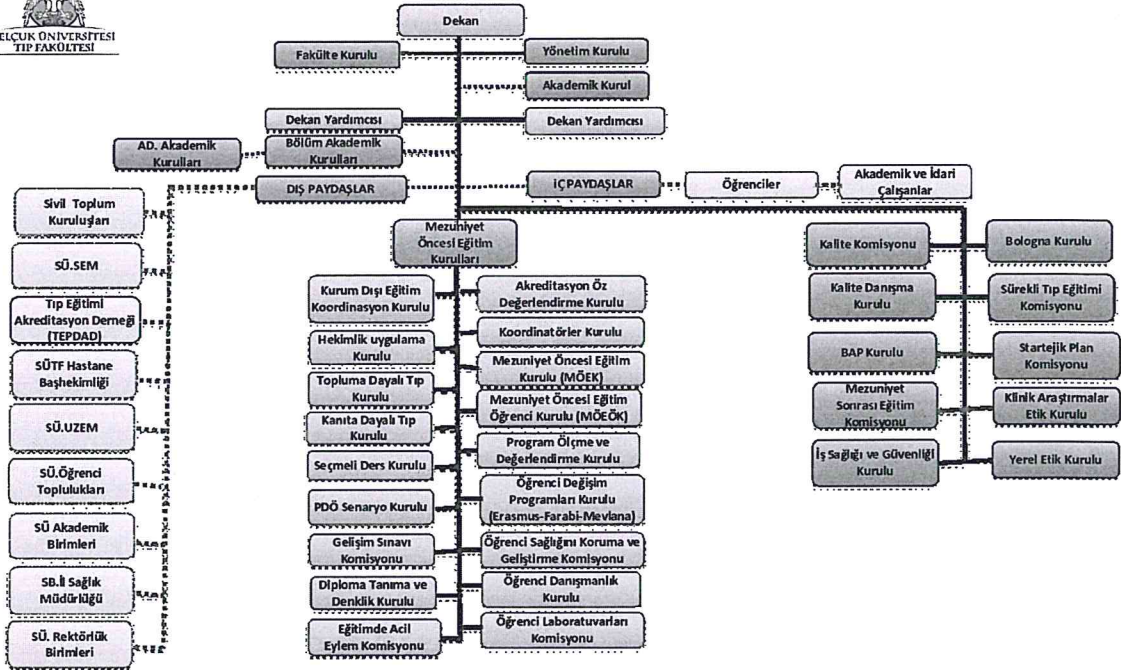 ELÇUK ÜNİVERSİTESİ
TIP FAKÜLTESİ
Dekan
Fakülte Kurulu
Yönetim Kurulu
Akademik Kurul
Dekan Yardımcısı
Dekan Yardımcısı
AD. Akademik
Kurulları
Bölüm Akademik
Kurulları
DIŞ PAYDAŞLAR
İÇ PAYDAŞLAR
Öğrenciler
Akademik ve İdari
Çalışanlar
Sivil Toplum
Kuruluşları
SÜ.SEM
Tıp Eğitimi
Akreditasyon Derneği
(TEPDAD)
SÜTF Hastane
Başhekimliği
SÜ.UZEM
SÜ.Öğrenci
Toplulukları
SÜ Akademik
Birimleri
SB.İl Sağlık
Müdürlüğü
SÜ. Rektörlük
Birimleri
Mezuniyet
Öncesi Eğitim
Kurulları
Kurum Dışı Eğitim
Koordinasyon Kurulu
Hekimlik uygulama
Kurulu
Topluma Dayalı Tıp
Kurulu
Kanıta Dayalı Tıp
Kurulu
Seçmeli Ders Kurulu
PDÖ Senaryo Kurulu
Gelişim Sınavı
Komisyonu
Diploma Tanıma ve
Denklik Kurulu
Eğitimde Acil
Eylem Komisyonu
Akreditasyon Öz
Değerlendirme Kurulu
Koordinatörler Kurulu
Mezuniyet Öncesi Eğitim
Kurulu (MÖEK)
Mezuniyet Öncesi Eğitim
Öğrenci Kurulu (MÖEÖK)
Program Ölçme ve
Değerlendirme Kurulu
Öğrenci Değişim
Programları Kurulu
(Erasmus-Farabi-Mevlana)
Öğrenci Sağlığını Koruma ve
Geliştirme Komisyonu
Öğrenci Danışmanlık
Kurulu
Öğrenci Laboratuvarları
Komisyonu
Kalite Komisyonu
Bologna Kurulu
Kalite Danışma
Kurulu
Sürekli Tıp Eğitimi
Komisyonu
BAP Kurulu
Startejik Plan
Komisyonu
Mezuniyet
Sonrası Eğitim
Komisyonu
Klinik Araştırmalar
Etik Kurulu
İş Sağlığı ve Güvenliği
Kurulu
Yerel Etik Kurulu